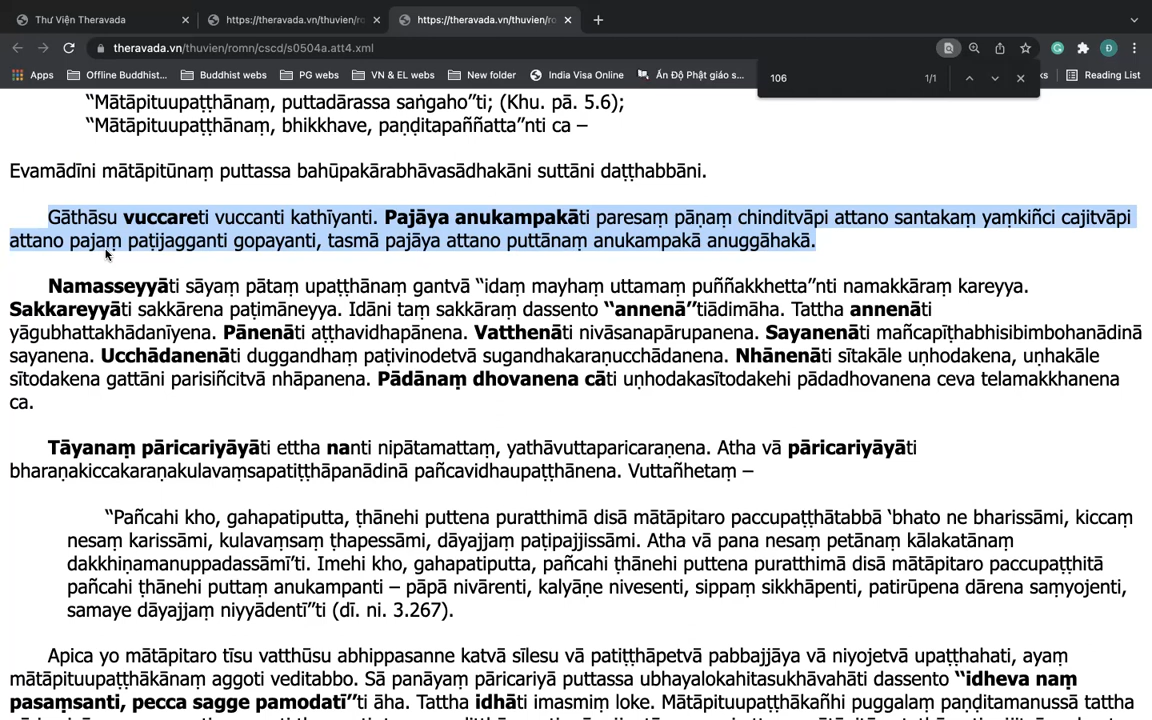 Thư Viện Theravada
https://theravada.vn/thuvien/ro
https://theravada.vn/thuvien/ro
theravada.vn/thuvien/romn/cscd/s0504a.att4.xml
Apps
Offline Buddhist...
Buddhist webs
PG webs
VN & EL webs
New folder
India Visa Online
Ấn Độ Phật giáo s...
ks
Reading List
106
1/1
“Mātāpituupaṭṭhānaṃ, puttadārassa saṅgaho”ti; (Khu. pā. 5.6);
“Mātāpituupaṭṭhānaṃ, bhikkhave, paṇḍitapaññatta”nti ca –
Evamādīni mātāpitūnaṃ puttassa bahūpakārabhāvasādhakāni suttāni daṭṭhabbāni.
Gāthāsu vuccareti vuccanti kathīyanti. Pajāya anukampakāti paresaṃ pāṇaṃ chinditvāpi attano santakaṃ yaṃkiñci cajitvāpi
attano pajaṃ paṭijagganti gopayanti, tasmā pajāya attano puttānaṃ anukampakā anuggāhakā.
Namasseyyāti sāyaṃ pātaṃ upaṭṭhānaṃ gantvā “idaṃ mayhaṃ uttamaṃ puññakkhetta”nti namakkāraṃ kareyya.
Sakkareyyāti sakkārena paṭimāneyya. Idāni taṃ sakkāraṃ dassento “annenā”tiādimāha. Tattha annenāti
yāgubhattakhādanīyena. Pānenāti aṭṭhavidhapānena. Vatthenāti nivāsanapārupanena. Sayanenāti mañcapīṭhabhisibimbohanādinā
sayanena. Ucchādanenāti duggandhaṃ paṭivinodetvā sugandhakaraṇucchādanena. Nhānenāti sītakāle uṇhodakena, uṇhakāle
sītodakena gattāni parisiñcitvā nhāpanena. Pādānaṃ dhovanena cāti uṇhodakasītodakehi pādadhovanena ceva telamakkhanena
ca.
Tāyanaṃ pāricariyāyāti ettha nanti nipātamattaṃ, yathāvuttaparicaraṇena. Atha vā pāricariyāyāti
bharaṇakiccakaraṇakulavaṃsapatiṭṭhāpanādinā pañcavidhaupaṭṭhānena. Vuttañhetaṃ –
“Pañcahi kho, gahapatiputta, ṭhānehi puttena puratthimā disā mātāpitaro paccupaṭṭhātabbā ‘bhato ne bharissāmi, kiccaṃ
nesaṃ karissāmi, kulavaṃsaṃ ṭhapessāmi, dāyajjaṃ paṭipajjissāmi. Atha vā pana nesaṃ petānaṃ kālakatānaṃ
dakkhiṇamanuppadassāmī’ti. Imehi kho, gahapatiputta, pañcahi ṭhānehi puttena puratthimā disā mātāpitaro paccupaṭṭhitā
pañcahi ṭhānehi puttaṃ anukampanti – pāpā nivārenti, kalyāṇe nivesenti, sippaṃ sikkhāpenti, patirūpena dārena saṃyojenti,
samaye dāyajjaṃ niyyādentī”ti (dī. ni. 3.267).
Apica yo mātāpitaro tīsu vatthūsu abhippasanne katvā sīlesu vā patiṭṭhāpetvā pabbajjāya vā niyojetvā upaṭṭhahati, ayaṃ
mātāpituupaṭṭhākānaṃ aggoti veditabbo. Sā panāyaṃ pāricariyā puttassa ubhayalokahitasukhāvahāti dassento “idheva naṃ
pasaṃsanti, pecca sagge pamodatī”ti āha. Tattha idhāti imasmiṃ loke. Mātāpituupaṭṭhākañhi puggalaṃ paṇḍitamanussā tattha